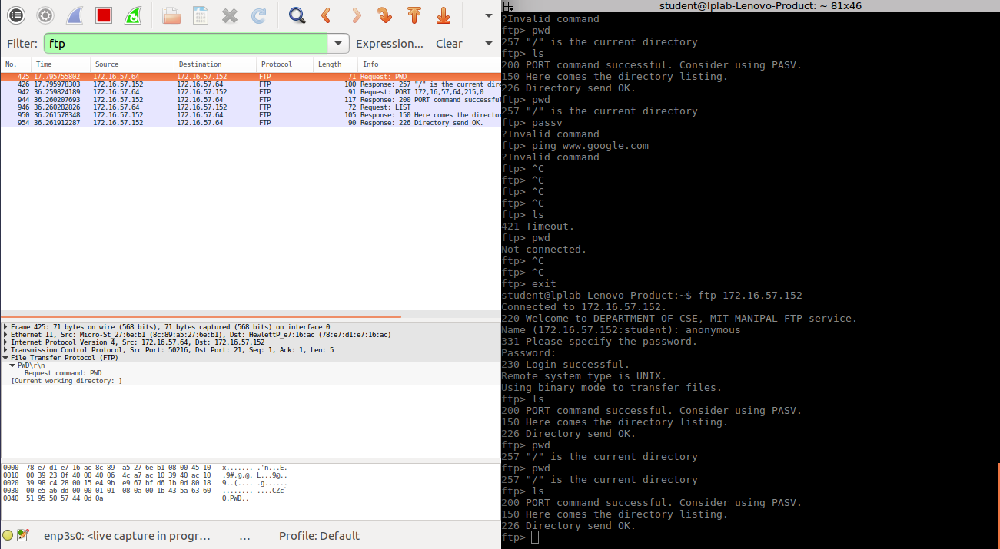 Filter: ftp Expression... Clear
No. Time Source Destination Protocol Length Info
425 17.795755802 172.16.57.64 172.16.57.152 FTP 71 Request: PWD
426 17.795978303 172.16.57.152 172.16.57.64 FTP 100 Response: 257 "/" is the current dire
942 36.259824189 172.16.57.64 172.16.57.152 FTP 91 Request: PORT 172,16,57,64,215,0
944 36.260207693 172.16.57.152 172.16.57.64 FTP 117 Response: 200 PORT command successful
946 36.260282826 172.16.57.64 172.16.57.152 FTP 72 Request: LIST
950 36.261578348 172.16.57.152 172.16.57.64 FTP 105 Response: 150 Here comes the director
954 36.261912287 172.16.57.152 172.16.57.64 FTP 90 Response: 226 Directory send OK.
Frame 425: 71 bytes on wire (568 bits), 71 bytes captured (568 bits) on interface 0
Ethernet II, Src: Micro-St_27:6e:b1 (8c:89:a5:27:6e:b1), Dst: HewlettP_e7:16:ac (78:e7:d1:e7:16:ac)
Internet Protocol Version 4, Src: 172.16.57.64, Dst: 172.16.57.152
Transmission Control Protocol, Src Port: 50216, Dst Port: 21, Seq: 1, Ack: 1, Len: 5
File Transfer Protocol (FTP)
PWD\r\n
Request command: PWD
[Current working directory: ]
0000 78 e7 d1 e7 16 ac 8c 89 a5 27 6e b1 08 00 45 10 x....... .'n...E.
0010 00 39 23 0f 40 00 40 06 4c a7 ac 10 39 40 ac 10 .9#.@.@. L...9@..
0020 39 98 c4 28 00 15 e4 9b e9 67 bf d6 1b 0d 80 18 9..(.... .g......
0030 00 e5 a6 dd 00 00 01 01 08 0a 00 1b 43 5a 63 60 ........ ....CZc`
0040 51 95 50 57 44 0d 0a Q.PWD..
enp3s0: <live capture in progr... ... Profile: Default
student@lplab-Lenovo-Product: ~ 81x46
?Invalid command
ftp> pwd
257 "/" is the current directory
ftp> ls
200 PORT command successful. Consider using PASV.
150 Here comes the directory listing.
226 Directory send OK.
ftp> pwd
257 "/" is the current directory
ftp> passv
?Invalid command
ftp> ping www.google.com
?Invalid command
ftp> ^C
ftp> ^C
ftp> ^C
ftp> ^C
ftp> ls
421 Timeout.
ftp> pwd
Not connected.
ftp> ^C
ftp> ^C
ftp> exit
student@lplab-Lenovo-Product:~$ ftp 172.16.57.152
Connected to 172.16.57.152.
220 Welcome to DEPARTMENT OF CSE, MIT MANIPAL FTP service.
Name (172.16.57.152:student): anonymous
331 Please specify the password.
Password:
230 Login successful.
Remote system type is UNIX.
Using binary mode to transfer files.
ftp> ls
200 PORT command successful. Consider using PASV.
150 Here comes the directory listing.
226 Directory send OK.
ftp> pwd
257 "/" is the current directory
ftp> pwd
257 "/" is the current directory
ftp> ls
200 PORT command successful. Consider using PASV.
150 Here comes the directory listing.
226 Directory send OK.
ftp>